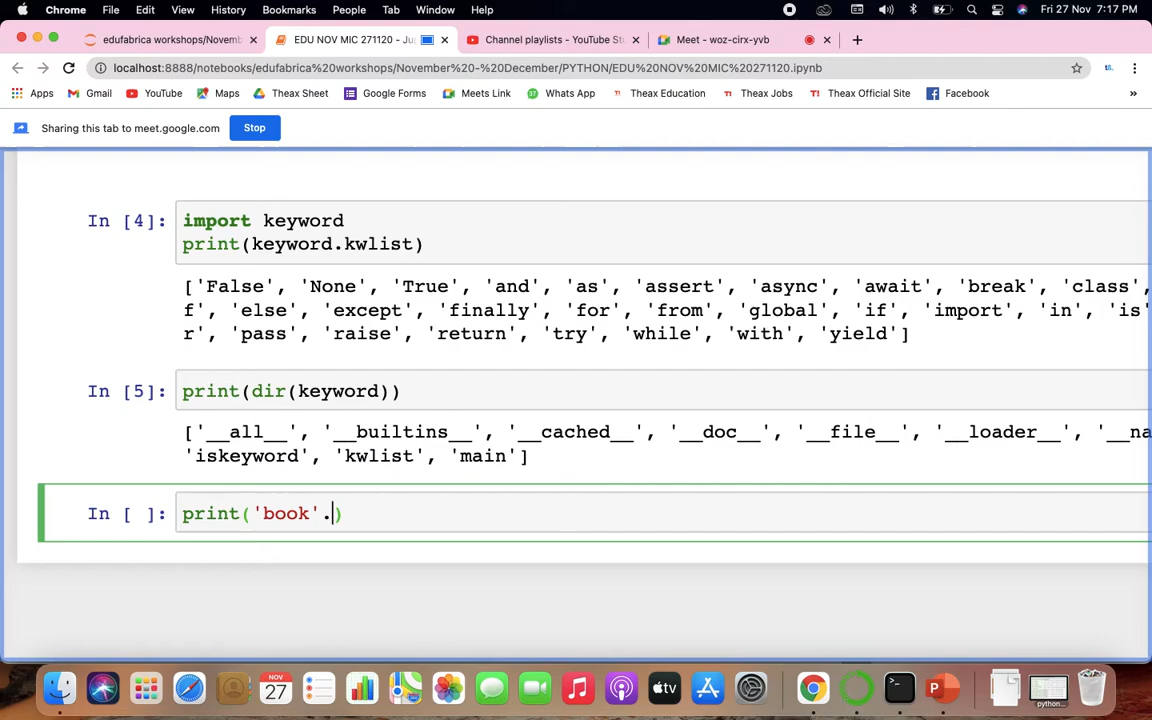 Chrome File Edit View History Bookmarks People Tab Window Help Fri 27 Nov 7:17 PM
edufabrica workshops/Novemb × EDU NOV MIC 271120 - Ju × Channel playlists - YouTube St × Meet - woz-cirx-yvb × +
localhost:8888/notebooks/edufabrica%20workshops/November%20-%20December/PYTHON/EDU%20NOV%20MIC%20271120.ipynb
Apps Gmail YouTube Maps Theax Sheet Google Forms Meets Link Whats App Theax Education Theax Jobs Theax Official Site Facebook »
Sharing this tab to meet.google.com Stop
In [4]: import keyword
print(keyword.kwlist)
['False', 'None', 'True', 'and', 'as', 'assert', 'async', 'await', 'break', 'class',
f', 'else', 'except', 'finally', 'for', 'from', 'global', 'if', 'import', 'in', 'is'
r', 'pass', 'raise', 'return', 'try', 'while', 'with', 'yield']
In [5]: print(dir(keyword))
['__all__', '__builtins__', '__cached__', '__doc__', '__file__', '__loader__', '__na
'iskeyword', 'kwlist', 'main']
In [ ]: print('book'.)
NOV
27
tv
P
python...